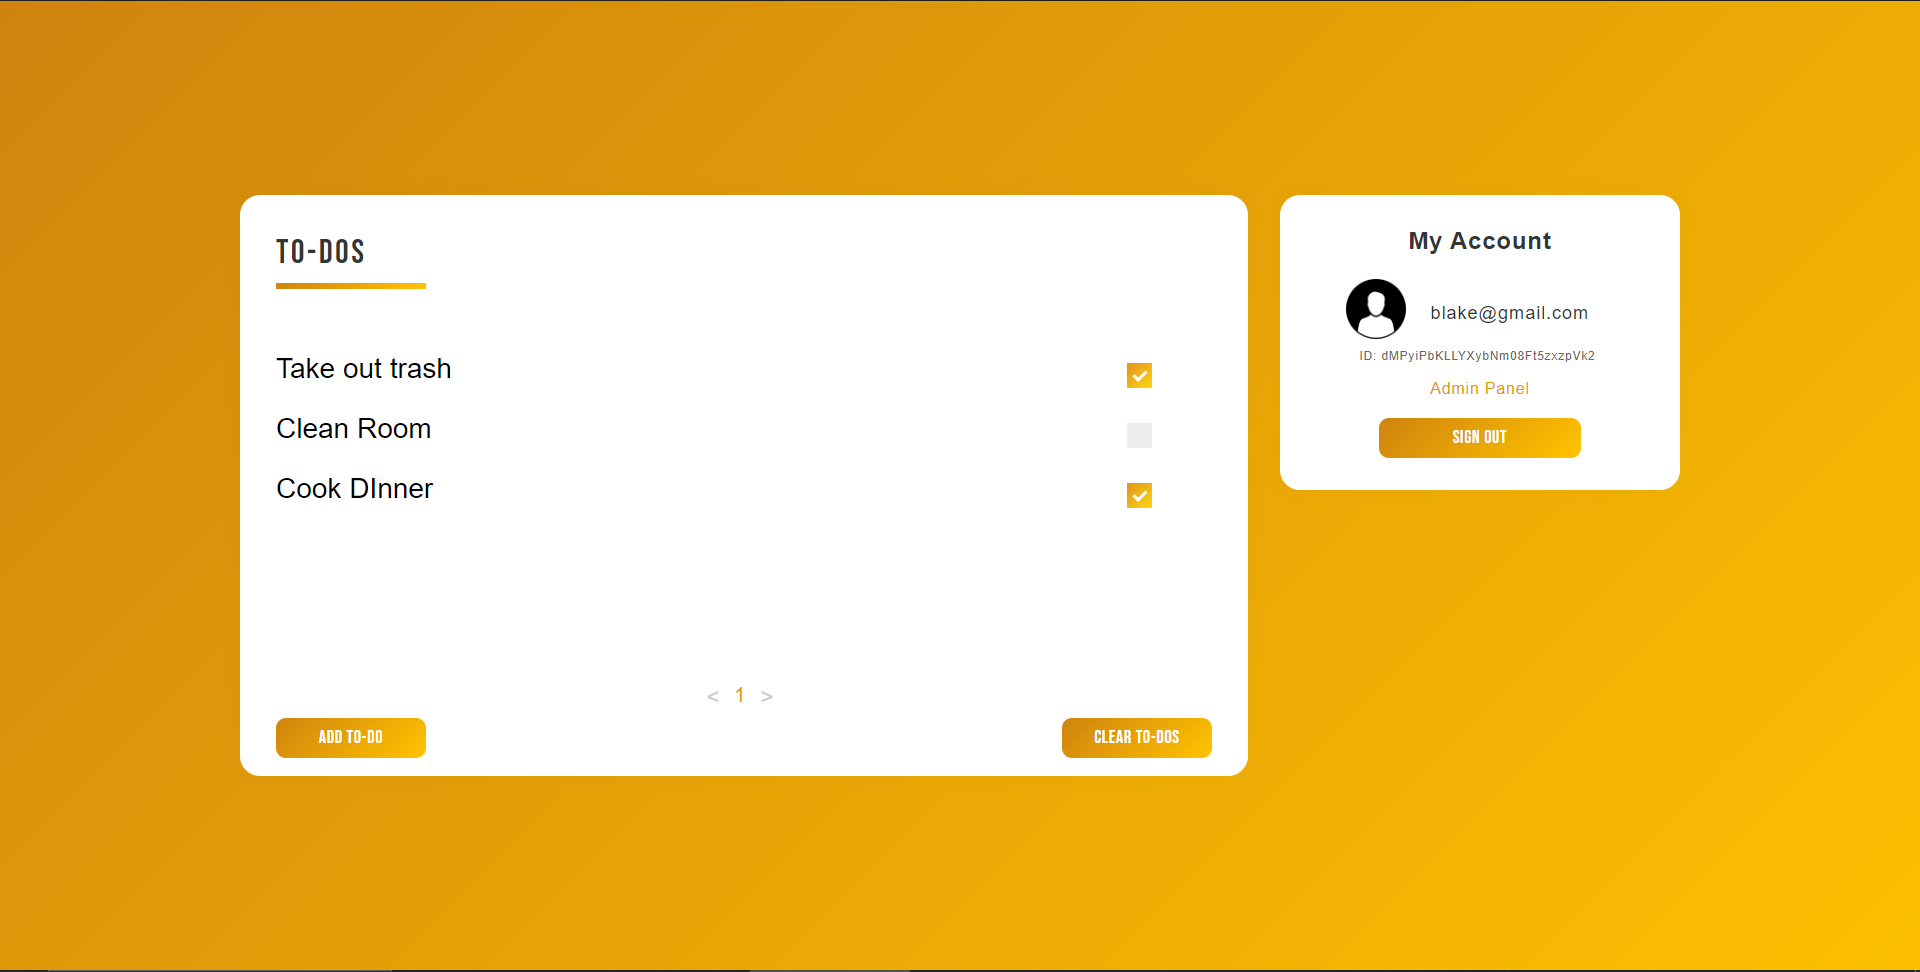 TO-DOS
Take out trash
Clean Room
Cook DInner
< 1 >
ADD TO-DO
CLEAR TO-DOS
My Account
blake@gmail.com
ID: dMPyiPbKLLYXybNm08Ft5zxzpVk2
Admin Panel
SIGN OUT